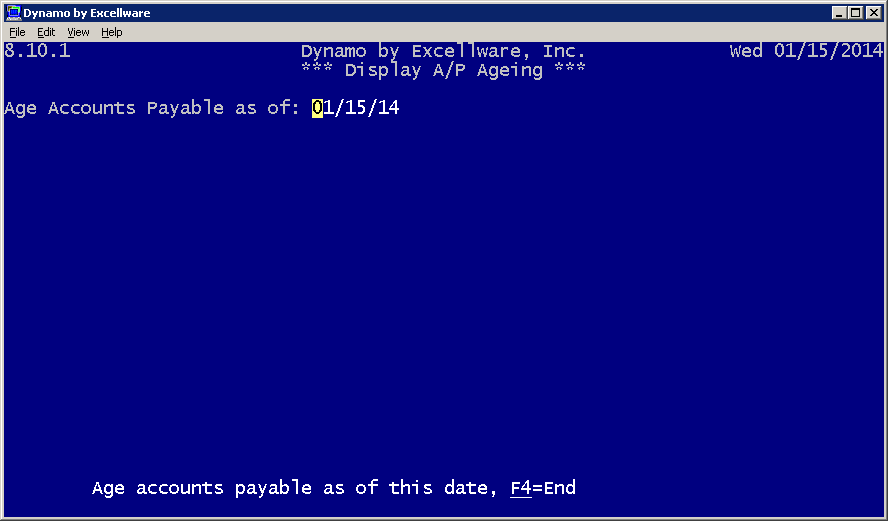 Dynamo by Excellware
File Edit View Help
8.10.1 Dynamo by Excellware, Inc. Wed 01/15/2014
*** Display A/P Ageing ***
Age Accounts Payable as of: 01/15/14
Age accounts payable as of this date, F4=End